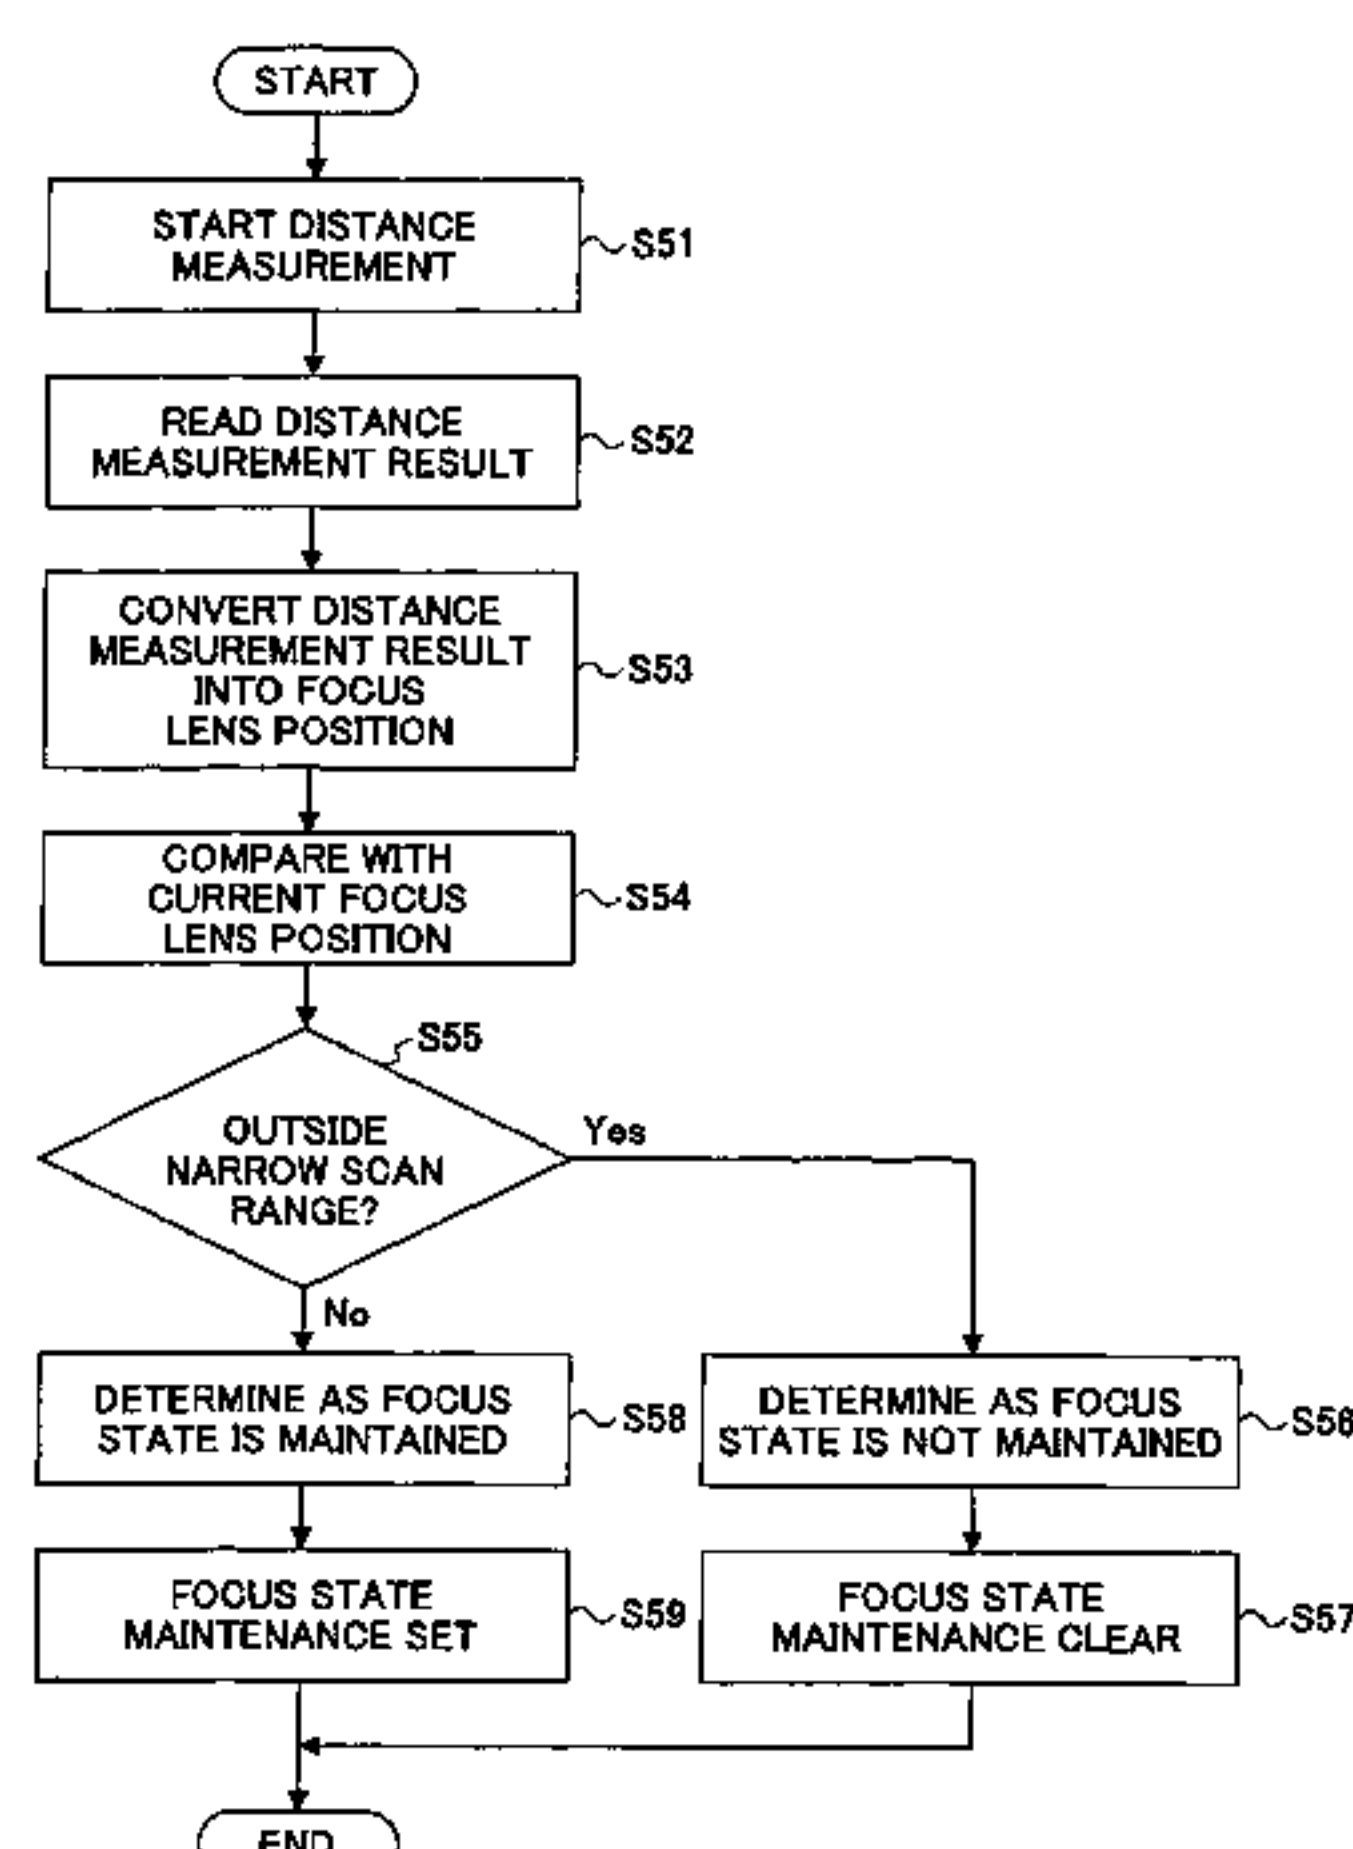 START
START DISTANCE
MEASUREMENT
S51
READ DISTANCE
MEASUREMENT RESULT
S52
CONVERT DISTANCE
MEASUREMENT RESULT
INTO FOCUS
LENS POSITION
S53
COMPARE WITH
CURRENT FOCUS
LENS POSITION
S54
S55
OUTSIDE
NARROW SCAN
RANGE?
Yes
No
DETERMINE AS FOCUS
STATE IS MAINTAINED
S58
DETERMINE AS FOCUS
STATE IS NOT MAINTAINED
S56
FOCUS STATE
MAINTENANCE SET
S59
FOCUS STATE
MAINTENANCE CLEAR
S57
END